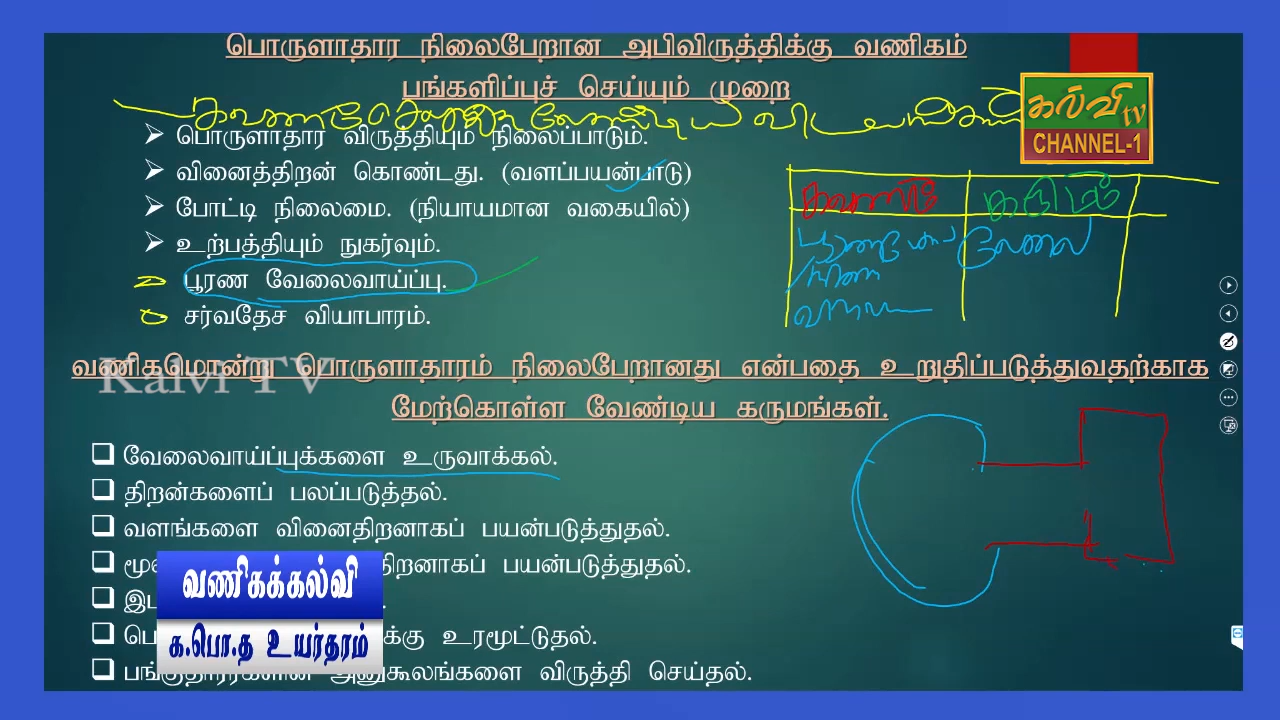 பொருளாதார நிலைபேறான அபிவிருத்திக்கு வணிகம்
பங்களிப்புச் செய்யும் முறை
கல்வி tv
CHANNEL-1
பொருளாதார விருத்தியும் நிலைப்பாடும்.
வினைத்திறன் கொண்டது. (வளப்பயன்பாடு)
போட்டி நிலைமை. (நியாயமான வகையில்)
உற்பத்தியும் நுகர்வும்.
பூரண வேலைவாய்ப்பு.
சர்வதேச வியாபாரம்.
வேலை
Kalvi TV
வணிகமொன்று பொருளாதாரம் நிலைபேறானது என்பதை உறுதிப்படுத்துவதற்காக
மேற்கொள்ள வேண்டிய கருமங்கள்.
வேலைவாய்ப்புக்களை உருவாக்கல்.
திறன்களைப் பலப்படுத்தல்.
வளங்களை வினைதிறனாகப் பயன்படுத்துதல்.
பயன்படுத்துதல்.
உரமூட்டுதல்.
அனுகூலங்களை விருத்தி செய்தல்.
வணிகக்கல்வி
க.பொ.த உயர்தரம்